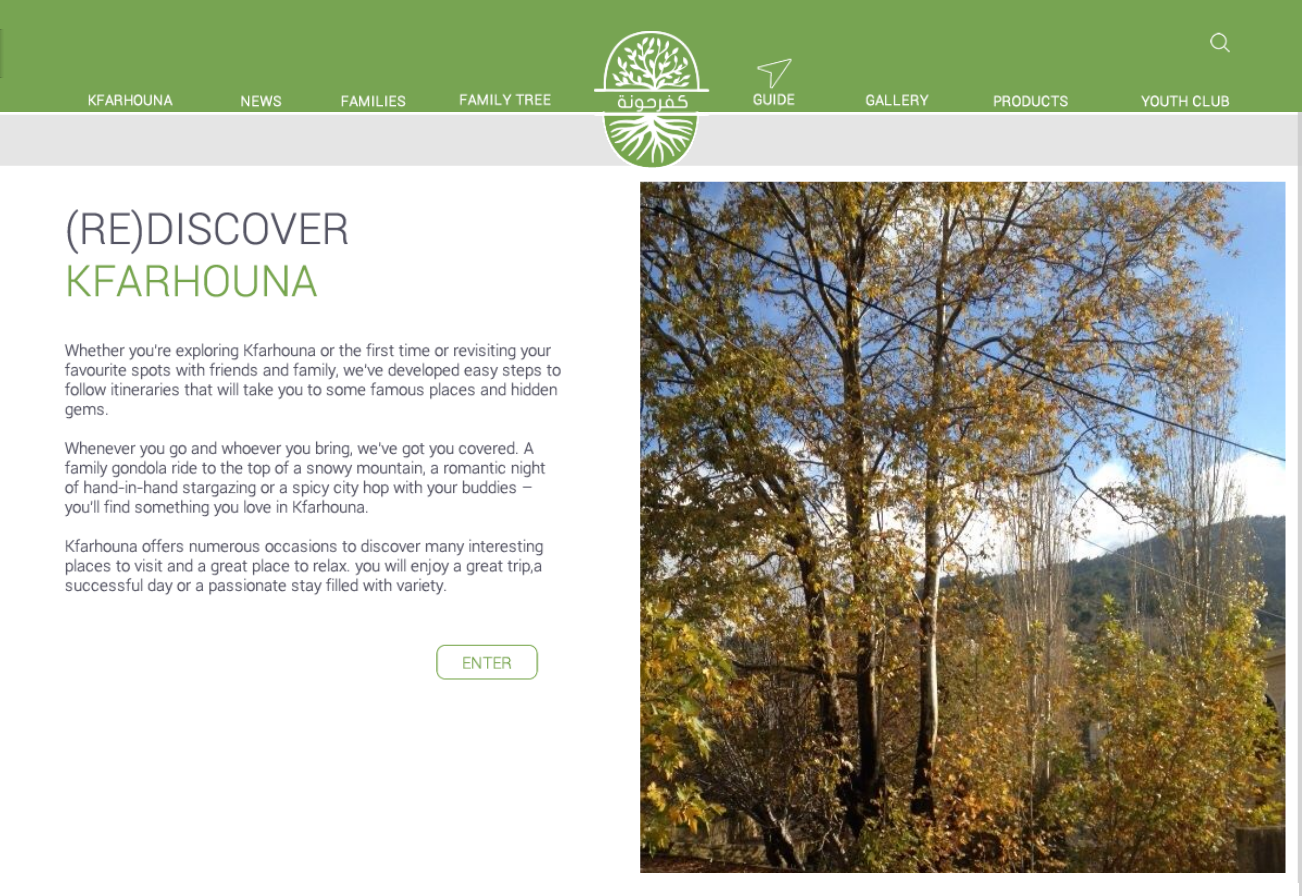 KFARHOUNA
NEWS
FAMILIES
FAMILY TREE
كفرحونة
GUIDE
GALLERY
PRODUCTS
YOUTH CLUB
(RE)DISCOVER
KFARHOUNA
Whether you're exploring Kfarhouna or the first time or revisiting your
favourite spots with friends and family, we've developed easy steps to
follow itineraries that will take you to some famous places and hidden
gems.
Whenever you go and whoever you bring, we've got you covered. A
family gondola ride to the top of a snowy mountain, a romantic night
of hand-in-hand stargazing or a spicy city hop with your buddies –
you'll find something you love in Kfarhouna.
Kfarhouna offers numerous occasions to discover many interesting
places to visit and a great place to relax. you will enjoy a great trip,a
successful day or a passionate stay filled with variety.
ENTER